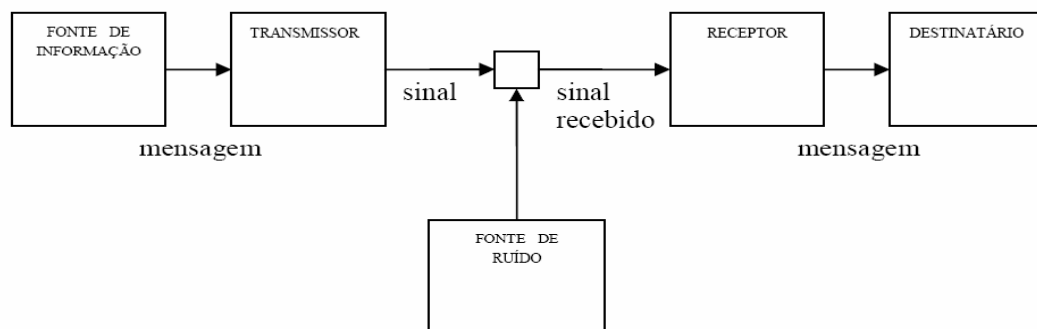 FONTE DE
INFORMAÇÃO
TRANSMISSOR
RECEPTOR
DESTINATÁRIO
sinal
sinal
recebido
mensagem
mensagem
FONTE DE
RUÍDO